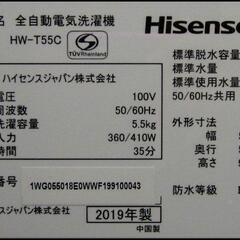 名 全自動電気洗濯機
HW-T55C
TÜVRheinland
Hisense
ハイセンスジャパン株式会社
電圧 100V
周波数 50/60Hz
洗濯容量 5.5kg
入力 360/410W
時間 35分
番号
1WG055018E0WWF199100043
ンスジャパン株式会社
2019年製
中国製
標準脱水容量
標準水量
標準使用水量
50/60Hz共用
外形寸法
幅
奥行
高さ
防水等級